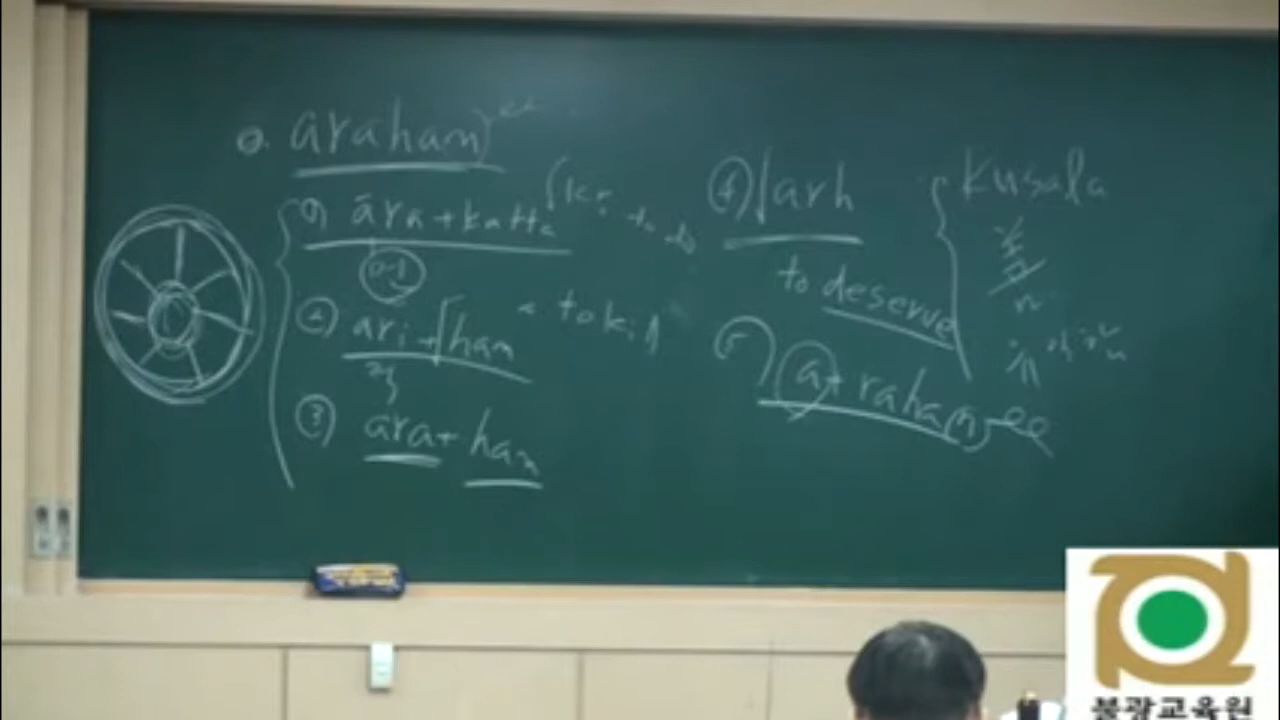 araham
① āra + katta √kr to do
② ari + √han to kill
③ ara + han
④ √arh
to deserve
⑤ a + raham
kusala
善
불광교육원